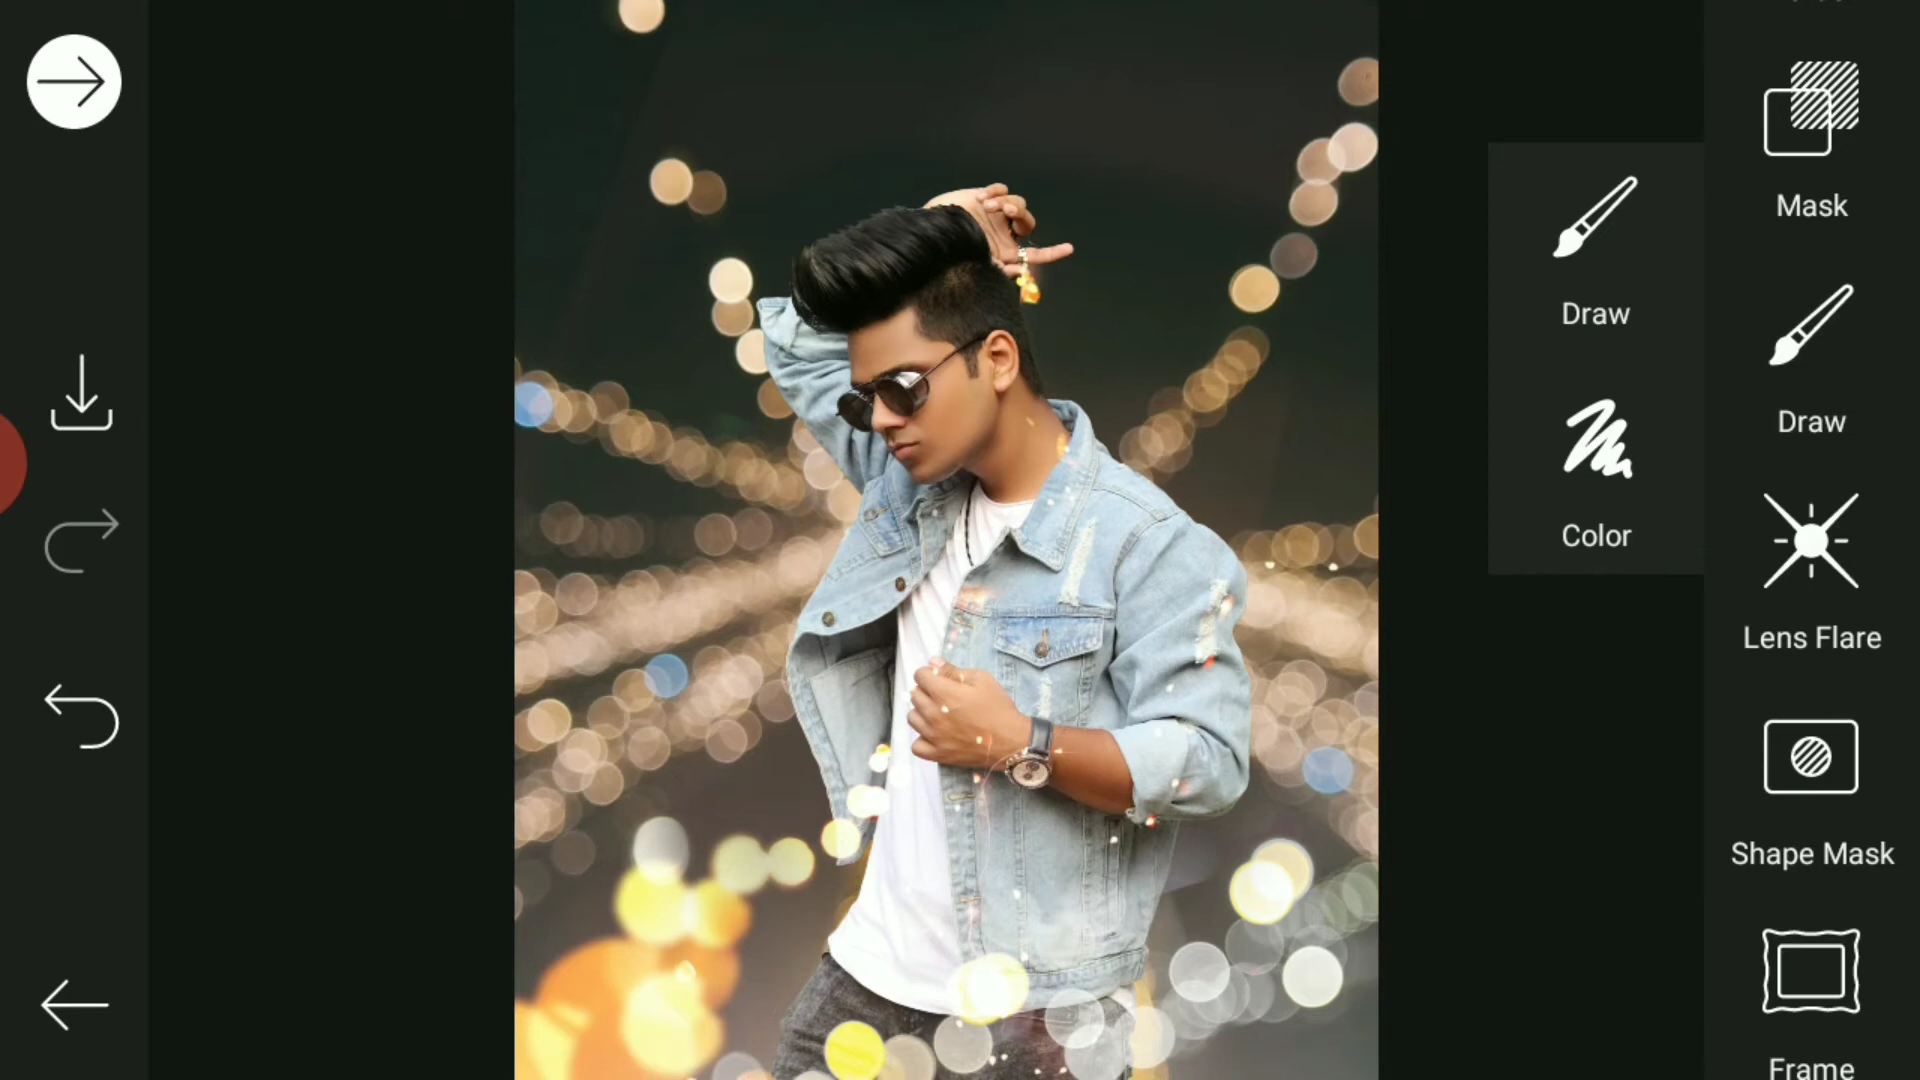 Mask
Draw
Draw
Color
Lens Flare
Shape Mask
Frame